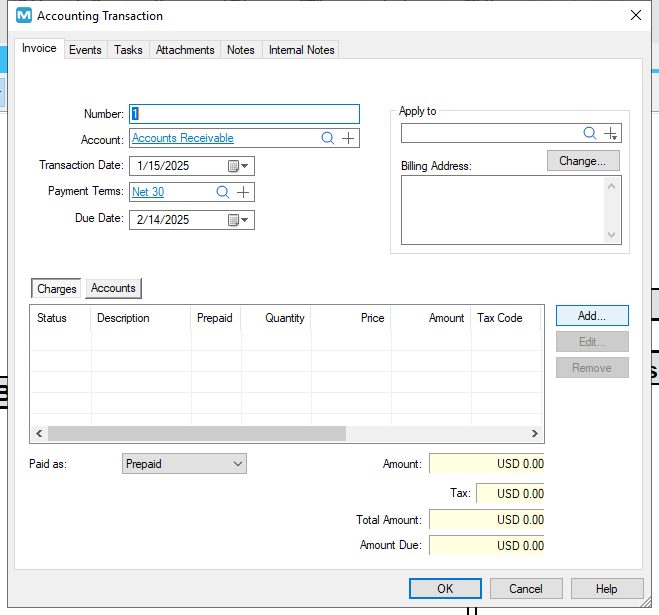 M Accounting Transaction
Invoice Events Tasks Attachments Notes Internal Notes
Number: 1
Account: Accounts Receivable
Transaction Date: 1/15/2025
Payment Terms: Net 30
Due Date: 2/14/2025
Apply to
Billing Address: Change...
Charges Accounts
Status Description Prepaid Quantity Price Amount Tax Code
Add...
Edit...
Remove
Paid as: Prepaid
Amount: USD 0.00
Tax: USD 0.00
Total Amount: USD 0.00
Amount Due: USD 0.00
OK Cancel Help